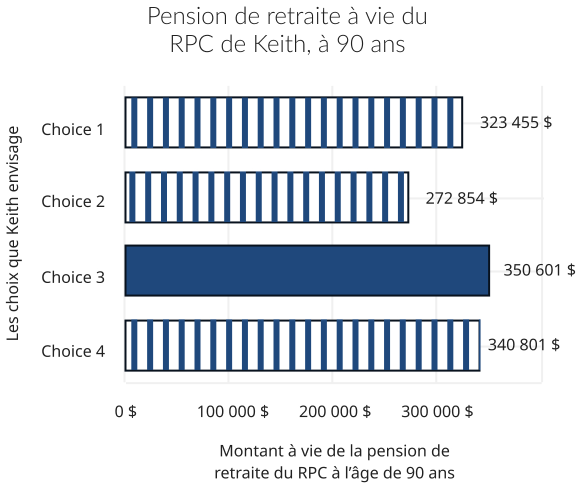 Pension de retraite à vie du
RPC de Keith, à 90 ans
Les choix que Keith envisage
Choice 1
323 455 $
Choice 2
272 854 $
Choice 3
350 601 $
Choice 4
340 801 $
0 $
100 000 $
200 000 $
300 000 $
Montant à vie de la pension de
retraite du RPC à l’âge de 90 ans